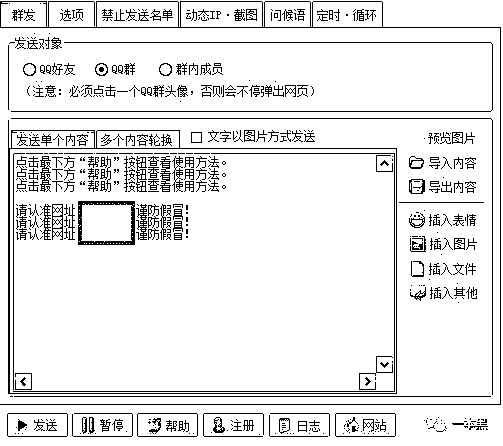 群发 选项 禁止发送名单 动态IP·截图 问候语 定时·循环
发送对象
QQ好友 QQ群 群内成员
（注意：必须点击一个QQ群头像，否则会不停弹出网页）
发送单个内容 多个内容轮换 文字以图片方式发送 预览图片
点击最下方“帮助”按钮查看使用方法。
点击最下方“帮助”按钮查看使用方法。
点击最下方“帮助”按钮查看使用方法。
请认准网址 谨防假冒！
请认准网址 谨防假冒！
请认准网址 谨防假冒！
导入内容
导出内容
插入表情
插入图片
插入文件
插入其他
发送 暂停 帮助 注册 日志 网站